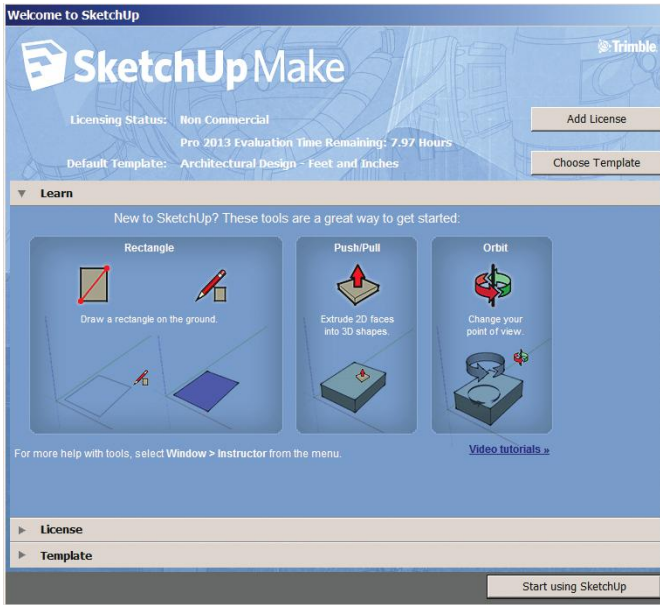 Welcome to SketchUp
SketchUp Make
Trimble
Licensing Status: Non Commercial
Add License
Pro 2013 Evaluation Time Remaining: 7.97 Hours
Default Template: Architectural Design - Feet and Inches
Choose Template
Learn
New to SketchUp? These tools are a great way to get started:
Rectangle
Draw a rectangle on the ground.
Push/Pull
Extrude 2D faces
into 3D shapes.
Orbit
Change your
point of view.
For more help with tools, select Window > Instructor from the menu.
Video tutorials »
License
Template
Start using SketchUp